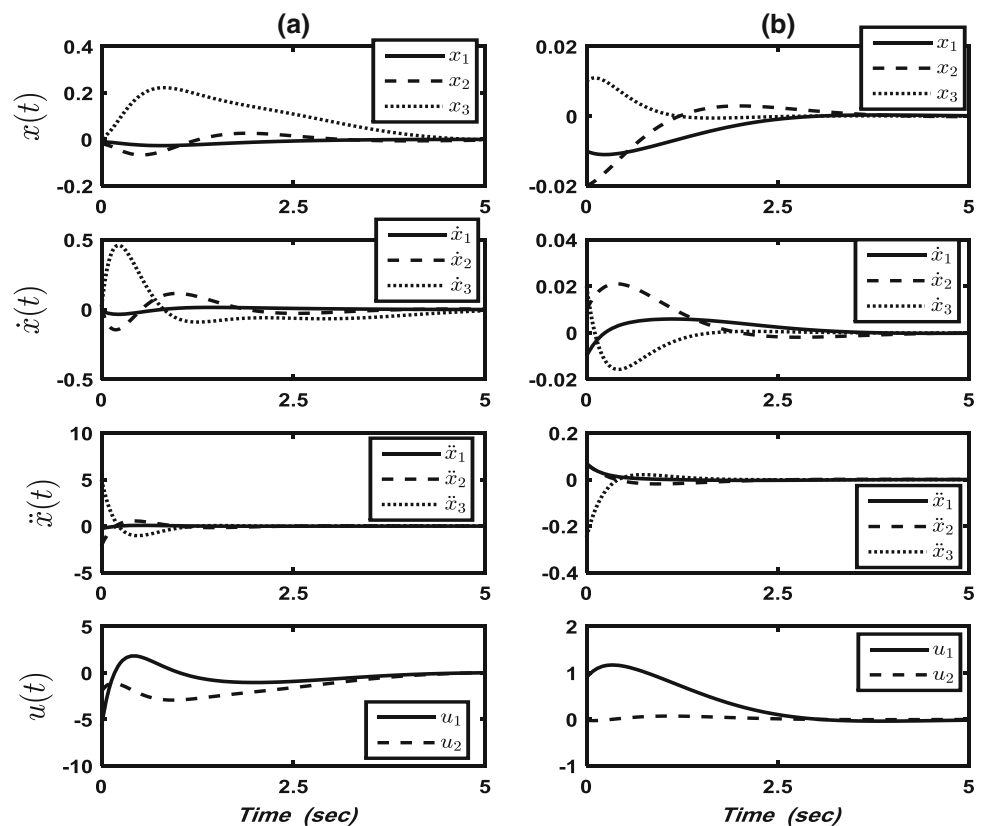 (a)
x(t)
0.4
0.2
0
-0.2
0
2.5
5
x₁
x₂
x₃
(b)
0.02
0
-0.02
0
2.5
5
x₁
x₂
x₃
ẋ(t)
0.5
0
-0.5
0
2.5
5
ẋ₁
ẋ₂
ẋ₃
0.04
0.02
0
-0.02
0
2.5
5
ẋ₁
ẋ₂
ẋ₃
ẍ(t)
10
5
0
-5
0
2.5
5
ẍ₁
ẍ₂
ẍ₃
0.2
0
-0.2
-0.4
0
2.5
5
ẍ₁
ẍ₂
ẍ₃
u(t)
5
0
-5
-10
0
2.5
5
u₁
u₂
Time (sec)
2
1
0
-1
0
2.5
5
u₁
u₂
Time (sec)